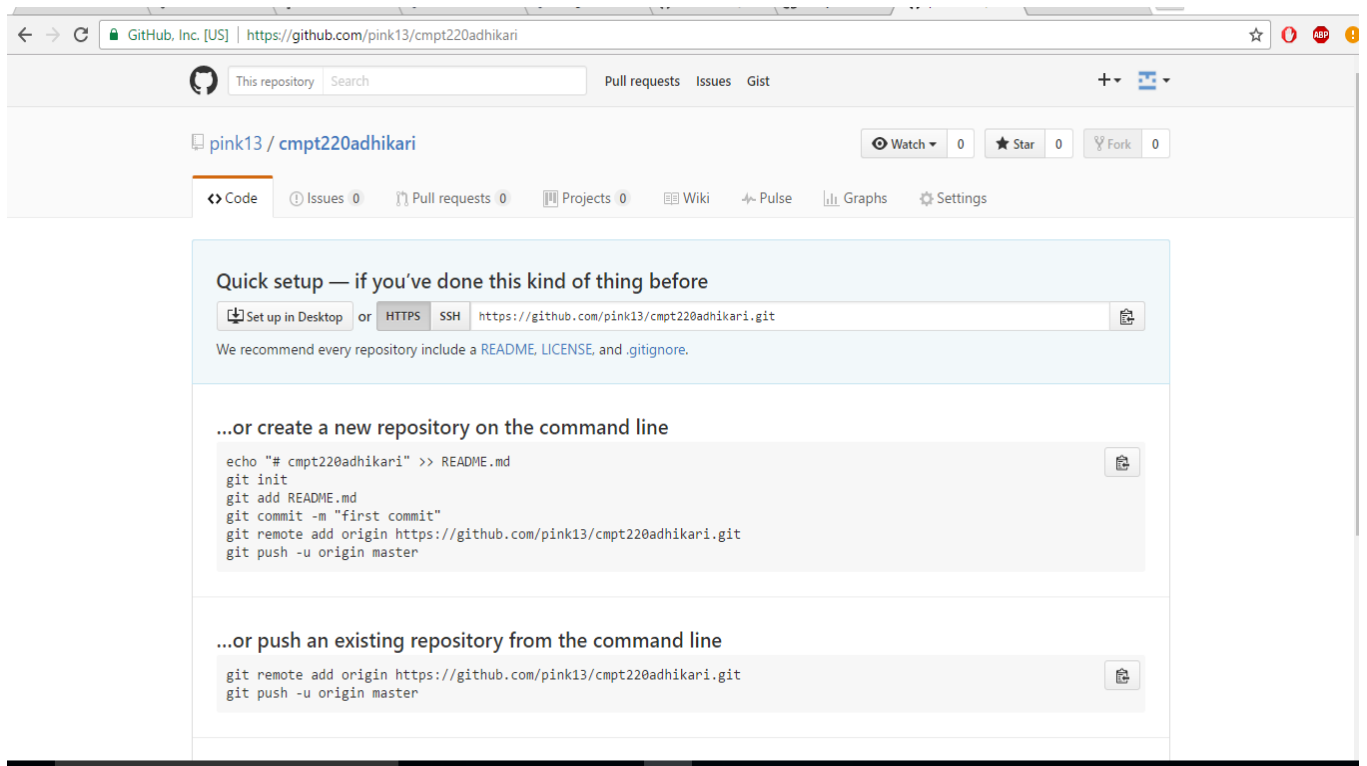 GitHub, Inc. [US] | https://github.com/pink13/cmpt220adhikari
ABP
This repository Search Pull requests Issues Gist
pink13 / cmpt220adhikari Watch 0 Star 0 Fork 0
Code Issues 0 Pull requests 0 Projects 0 Wiki Pulse Graphs Settings
Quick setup — if you've done this kind of thing before
Set up in Desktop or HTTPS SSH https://github.com/pink13/cmpt220adhikari.git
We recommend every repository include a README, LICENSE, and .gitignore.
...or create a new repository on the command line
echo "# cmpt220adhikari" >> README.md
git init
git add README.md
git commit -m "first commit"
git remote add origin https://github.com/pink13/cmpt220adhikari.git
git push -u origin master
...or push an existing repository from the command line
git remote add origin https://github.com/pink13/cmpt220adhikari.git
git push -u origin master